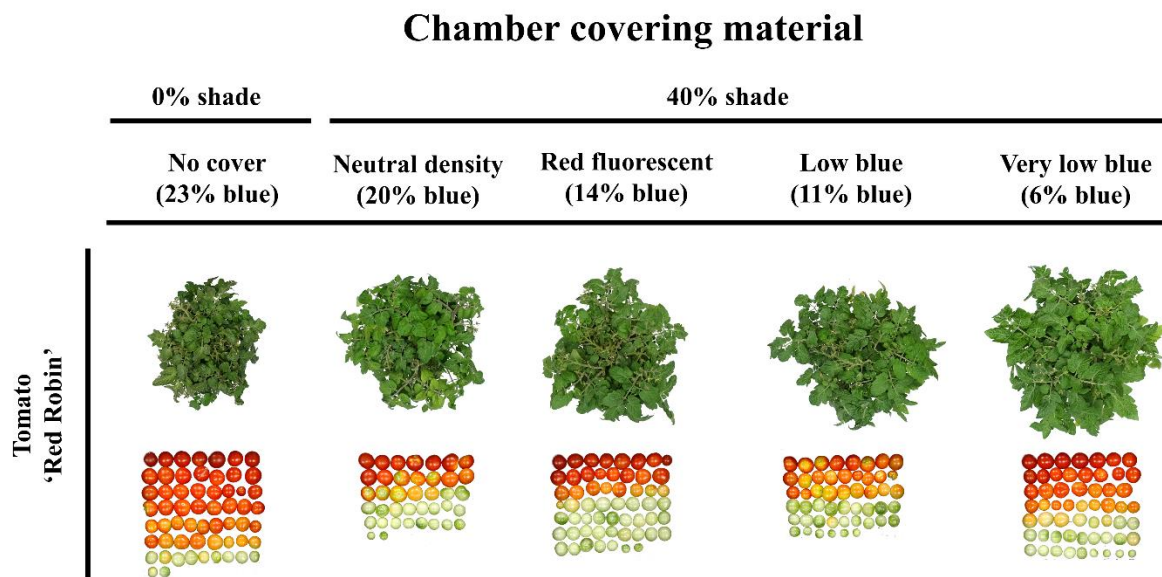 Chamber covering material
0% shade
40% shade
No cover
(23% blue)
Neutral density
(20% blue)
Red fluorescent
(14% blue)
Low blue
(11% blue)
Very low blue
(6% blue)
Tomato
‘Red Robin’